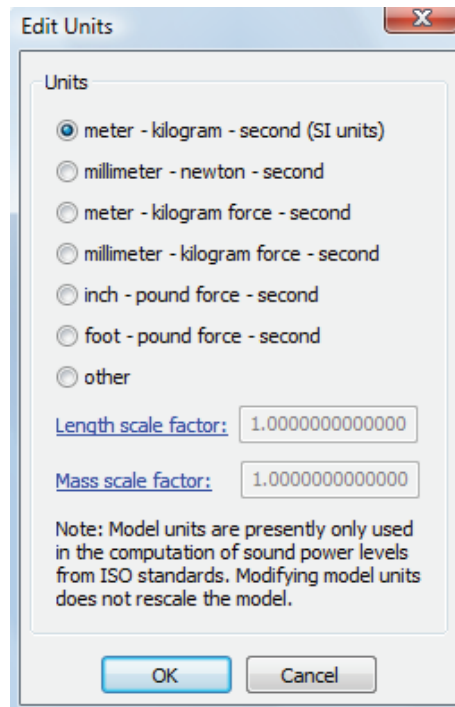 Edit Units
X
Units
meter - kilogram - second (SI units)
millimeter - newton - second
meter - kilogram force - second
millimeter - kilogram force - second
inch - pound force - second
foot - pound force - second
other
Length scale factor: 1.0000000000000
Mass scale factor: 1.0000000000000
Note: Model units are presently only used
in the computation of sound power levels
from ISO standards. Modifying model units
does not rescale the model.
OK Cancel